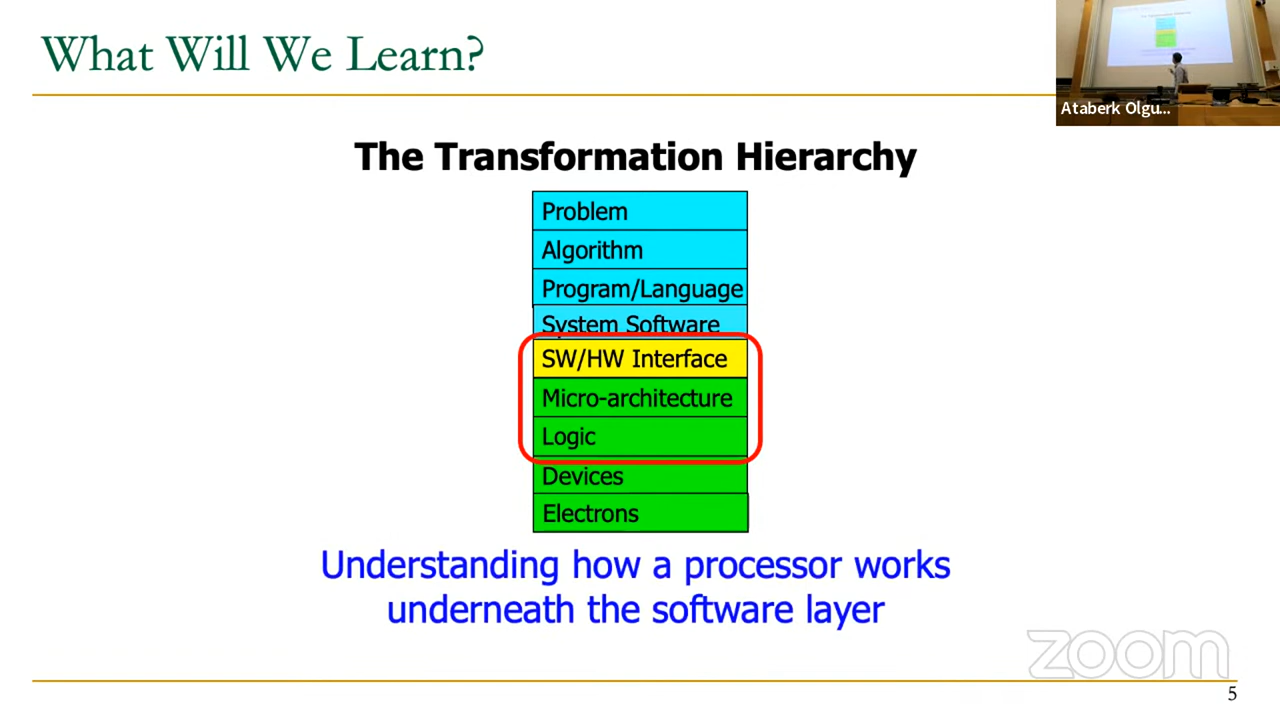 What Will We Learn?
Ataberk Olgu...
The Transformation Hierarchy
Problem
Algorithm
Program/Language
System Software
SW/HW Interface
Micro-architecture
Logic
Devices
Electrons
Understanding how a processor works
underneath the software layer
zoom
5